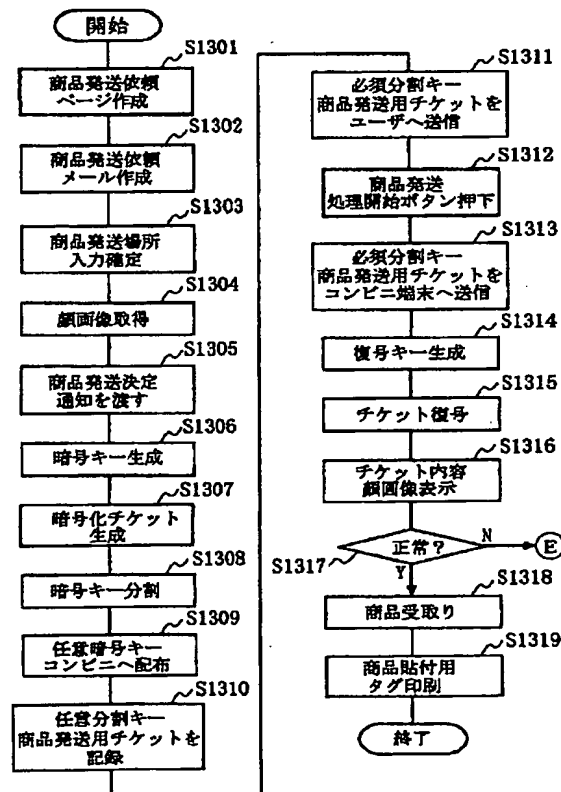 開始
S1301
商品発送依頼
ページ作成
S1302
商品発送依頼
メール作成
S1303
商品発送場所
入力確定
S1304
顔画像取得
S1305
商品発送決定
通知を渡す
S1306
暗号キー生成
S1307
暗号化チケット
生成
S1308
暗号キー分割
S1309
任意暗号キー
コンビニへ配布
S1310
任意分割キー
商品発送用チケットを
記録
S1311
必須分割キー
商品発送用チケットを
ユーザへ送信
S1312
商品発送
処理開始ボタン押下
S1313
必須分割キー
商品発送用チケットを
コンビニ端末へ送信
S1314
復号キー生成
S1315
チケット復号
S1316
チケット内容
顔画像表示
正常?
N
E
S1317
Y
S1318
商品受取り
S1319
商品貼付用
タグ印刷
終了